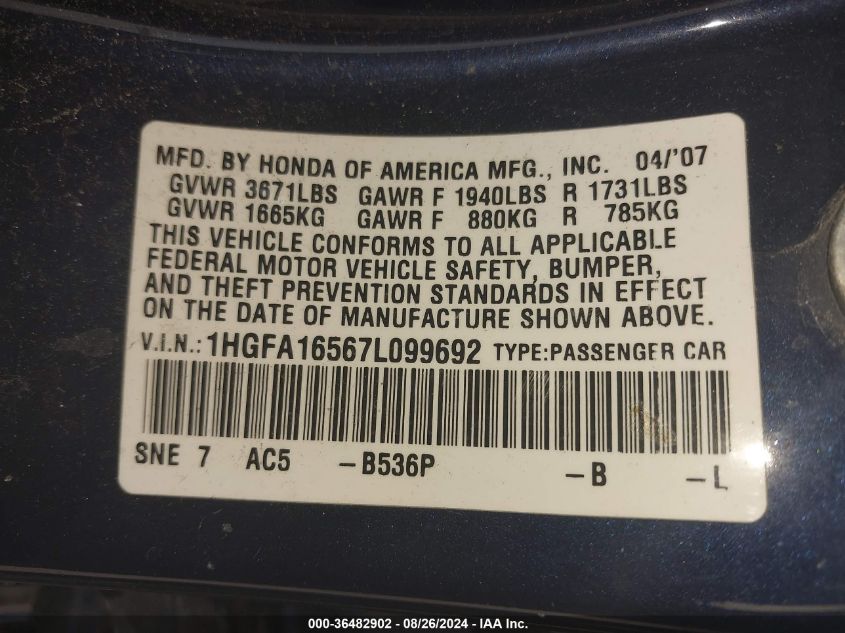 MFD. BY HONDA OF AMERICA MFG., INC. 04/'07
GVWR 3671LBS GAWR F 1940LBS R 1731LBS
GVWR 1665KG GAWR F 880KG R 785KG
THIS VEHICLE CONFORMS TO ALL APPLICABLE
FEDERAL MOTOR VEHICLE SAFETY, BUMPER,
AND THEFT PREVENTION STANDARDS IN EFFECT
ON THE DATE OF MANUFACTURE SHOWN ABOVE.
V.I.N.: 1HGFA16567L099692 TYPE:PASSENGER CAR
SNE 7 AC5 -B536P -B -L
000-36482902 - 08/26/2024 - IAA Inc.